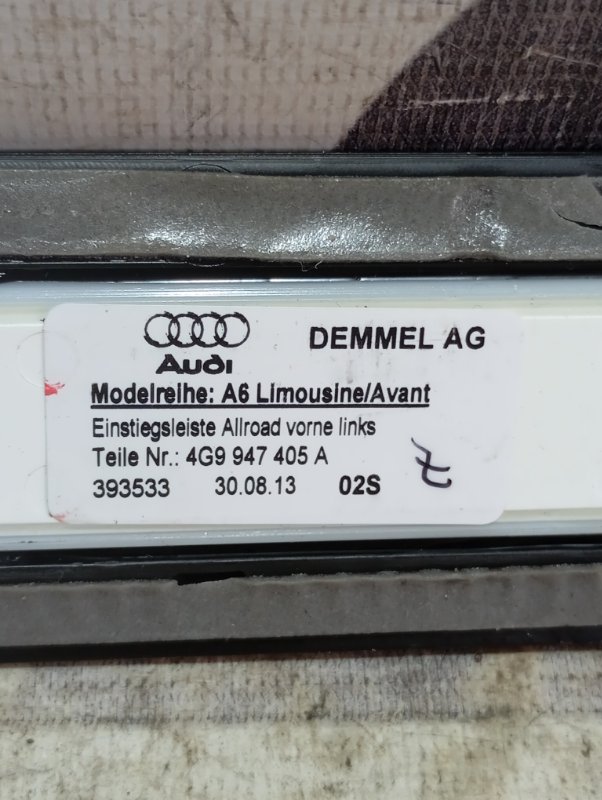 DEMMEL AG
Audi
Modelreihe: A6 Limousine/Avant
Einstiegsleiste Allroad vorne links
Teile Nr.: 4G9 947 405 A
393533 30.08.13 02S